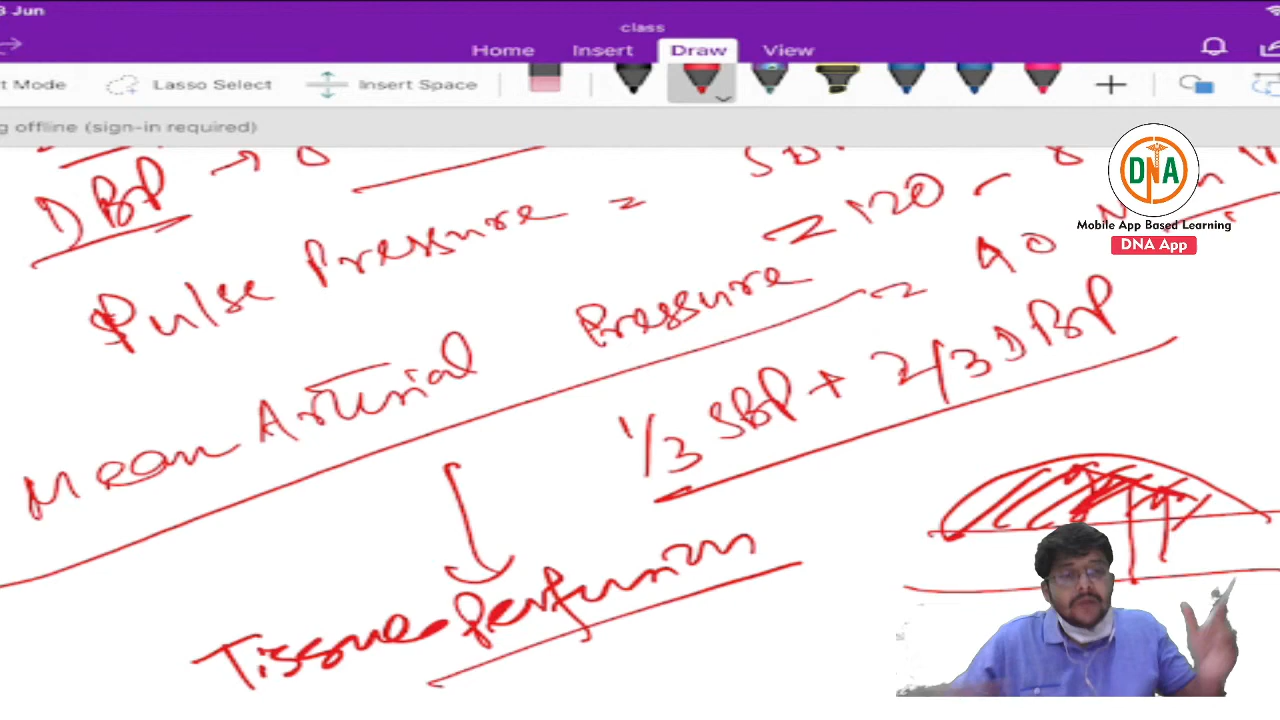 3 Jun
class
Home Insert Draw View
Mode Lasso Select Insert Space
offline (sign-in required)
DBP →
Pulse Pressure =
= 120 -
= 40
Mean Arterial Pressure
1/3 SBP + 2/3 DBP
Tissue Perfusion
DNA
Mobile App Based Learning
DNA App